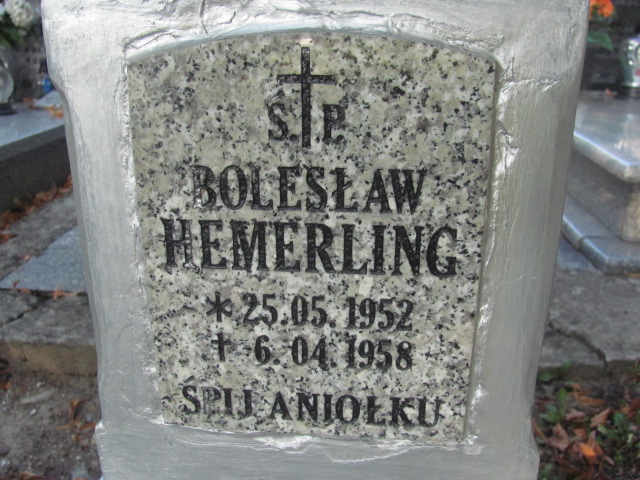 Ś. P.
BOLESŁAW
HEMERLING
* 25.05.1952
† 6.04.1958
ŚPIJ ANIOŁKU